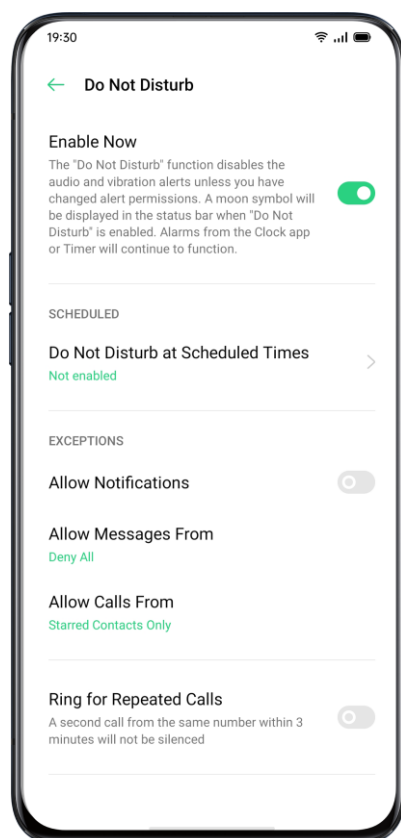 19:30
Do Not Disturb
Enable Now
The "Do Not Disturb" function disables the
audio and vibration alerts unless you have
changed alert permissions. A moon symbol will
be displayed in the status bar when "Do Not
Disturb" is enabled. Alarms from the Clock app
or Timer will continue to function.
SCHEDULED
Do Not Disturb at Scheduled Times
Not enabled
EXCEPTIONS
Allow Notifications
Allow Messages From
Deny All
Allow Calls From
Starred Contacts Only
Ring for Repeated Calls
A second call from the same number within 3
minutes will not be silenced